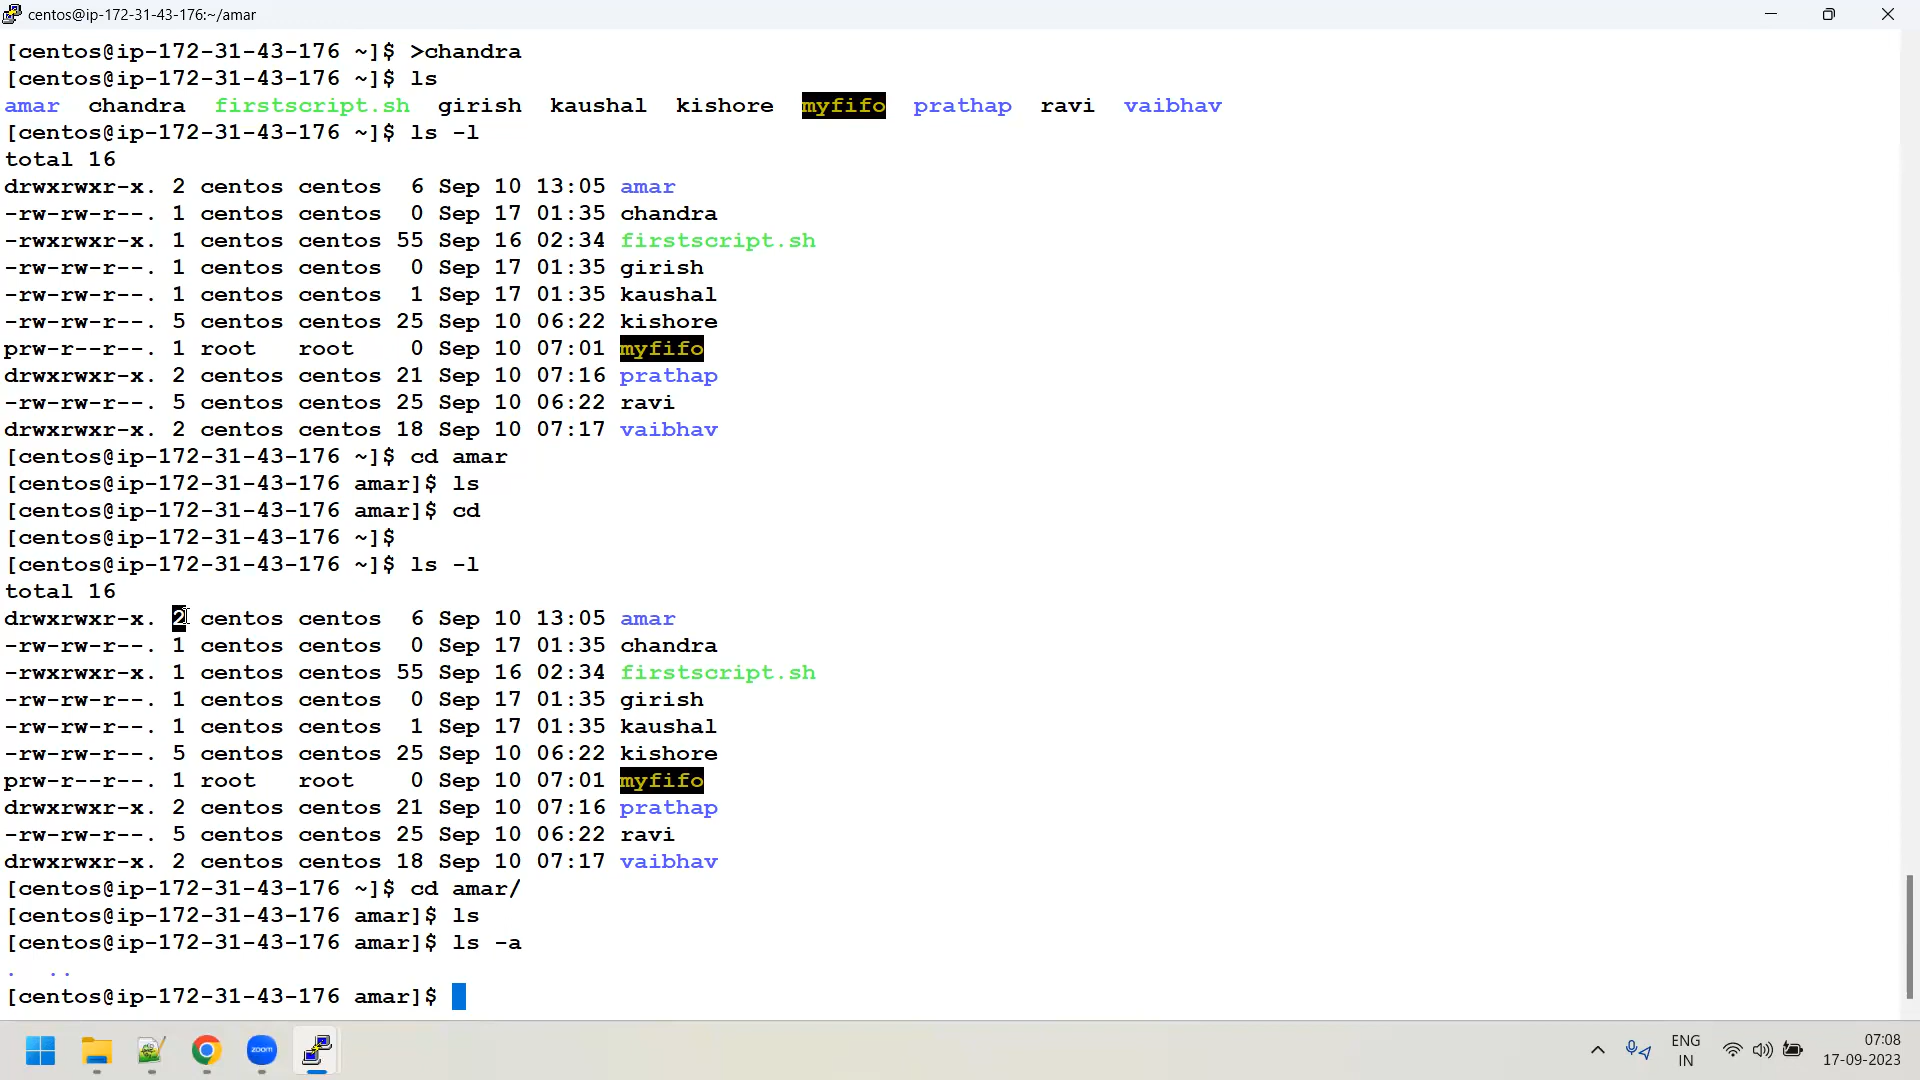 centos@ip-172-31-43-176:~/amar
[centos@ip-172-31-43-176 ~]$ >chandra
[centos@ip-172-31-43-176 ~]$ ls
amar  chandra  firstscript.sh  girish  kaushal  kishore  myfifo  prathap  ravi  vaibhav
[centos@ip-172-31-43-176 ~]$ ls -l
total 16
drwxrwxr-x. 2 centos centos  6 Sep 10 13:05 amar
-rw-rw-r--. 1 centos centos  0 Sep 17 01:35 chandra
-rwxrwxr-x. 1 centos centos 55 Sep 16 02:34 firstscript.sh
-rw-rw-r--. 1 centos centos  0 Sep 17 01:35 girish
-rw-rw-r--. 1 centos centos  1 Sep 17 01:35 kaushal
-rw-rw-r--. 5 centos centos 25 Sep 10 06:22 kishore
prw-r--r--. 1 root   root    0 Sep 10 07:01 myfifo
drwxrwxr-x. 2 centos centos 21 Sep 10 07:16 prathap
-rw-rw-r--. 5 centos centos 25 Sep 10 06:22 ravi
drwxrwxr-x. 2 centos centos 18 Sep 10 07:17 vaibhav
[centos@ip-172-31-43-176 ~]$ cd amar
[centos@ip-172-31-43-176 amar]$ ls
[centos@ip-172-31-43-176 amar]$ cd
[centos@ip-172-31-43-176 ~]$
[centos@ip-172-31-43-176 ~]$ ls -l
total 16
drwxrwxr-x. 2 centos centos  6 Sep 10 13:05 amar
-rw-rw-r--. 1 centos centos  0 Sep 17 01:35 chandra
-rwxrwxr-x. 1 centos centos 55 Sep 16 02:34 firstscript.sh
-rw-rw-r--. 1 centos centos  0 Sep 17 01:35 girish
-rw-rw-r--. 1 centos centos  1 Sep 17 01:35 kaushal
-rw-rw-r--. 5 centos centos 25 Sep 10 06:22 kishore
prw-r--r--. 1 root   root    0 Sep 10 07:01 myfifo
drwxrwxr-x. 2 centos centos 21 Sep 10 07:16 prathap
-rw-rw-r--. 5 centos centos 25 Sep 10 06:22 ravi
drwxrwxr-x. 2 centos centos 18 Sep 10 07:17 vaibhav
[centos@ip-172-31-43-176 ~]$ cd amar/
[centos@ip-172-31-43-176 amar]$ ls
[centos@ip-172-31-43-176 amar]$ ls -a
.  ..
[centos@ip-172-31-43-176 amar]$
zoom
ENG
IN
07:08
17-09-2023